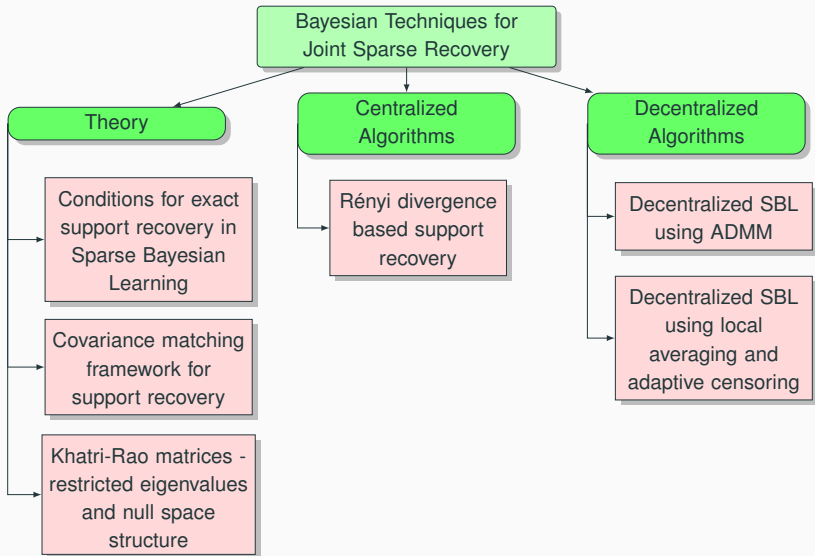 Bayesian Techniques for
Joint Sparse Recovery
Theory
Conditions for exact
support recovery in
Sparse Bayesian
Learning
Covariance matching
framework for
support recovery
Khatri-Rao matrices -
restricted eigenvalues
and null space
structure
Centralized
Algorithms
Rényi divergence
based support
recovery
Decentralized
Algorithms
Decentralized SBL
using ADMM
Decentralized SBL
using local
averaging and
adaptive censoring